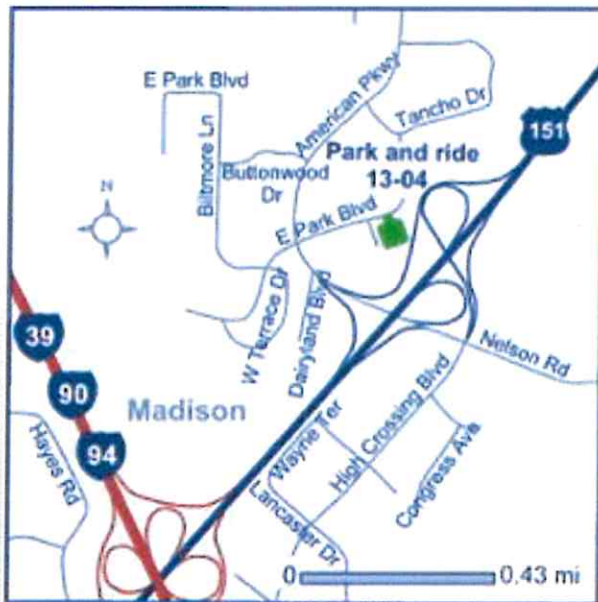 E Park Blvd
American Pkwy
Tancho Dr
151
Biltmore Ln
Buttonwood
Dr
Park and ride
13-04
N
E Park Blvd
W Terrace Dr
Dairyland Blvd
Nelson Rd
39
90
94
Madison
Hayes Rd
Wayne Ter
High Crossing Blvd
Congress Ave
Lancaster Dr
0
0.43 mi